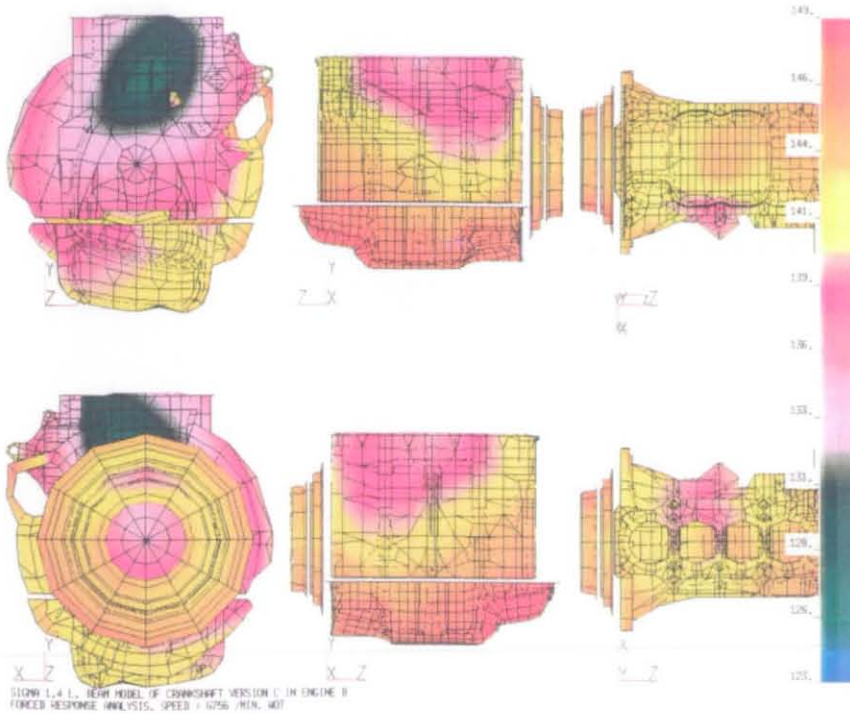 149.
146.
144.
141.
139.
136.
133.
131.
128.
126.
123.
Y
Z
Y
Z X
Y Z
X
Y
X Z
Y
X Z
X
Y Z
SIGMA 1.4 L. BEAM MODEL OF CRANKSHAFT VERSION C IN ENGINE B
FORCED RESPONSE ANALYSIS. SPEED : 6756 /MIN. WOT